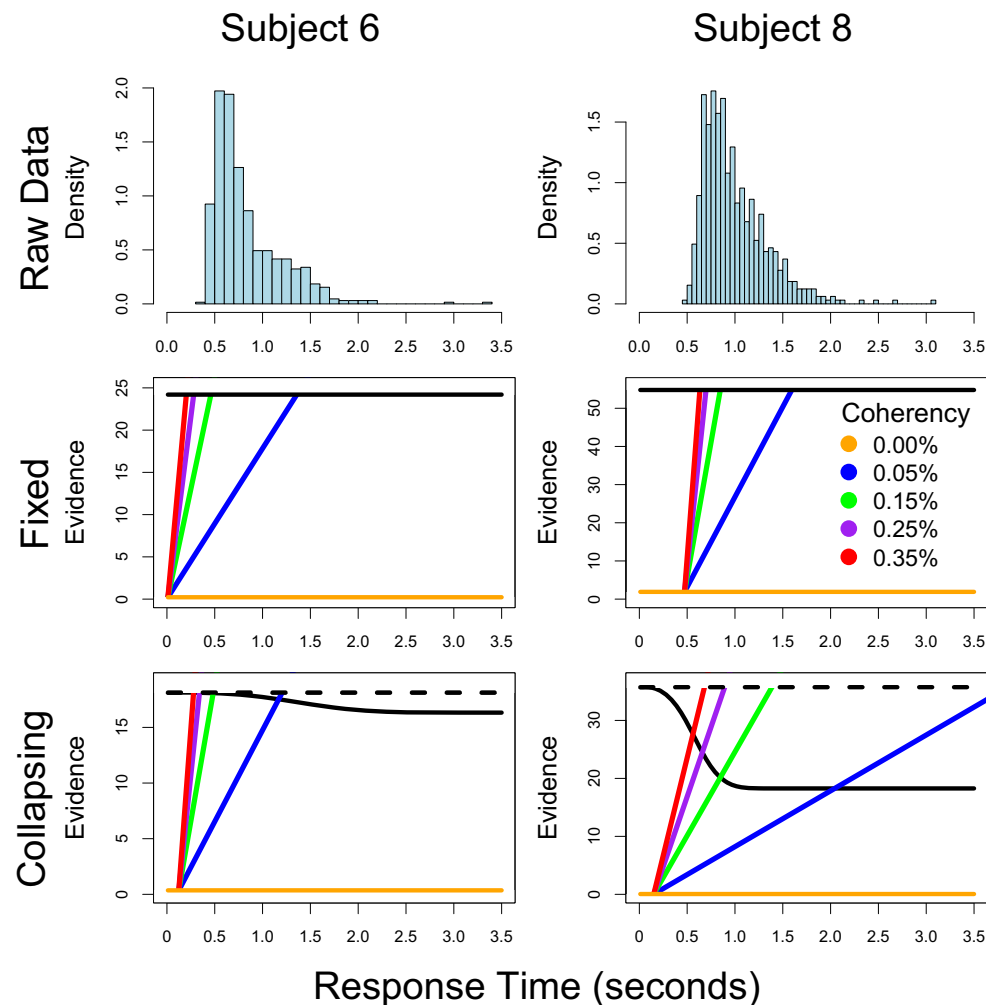 Subject 6
Subject 8
Raw Data
Density
2.0
1.5
1.0
0.5
0.0
0.0 0.5 1.0 1.5 2.0 2.5 3.0 3.5
Density
1.5
1.0
0.5
0.0
0.0 0.5 1.0 1.5 2.0 2.5 3.0 3.5
Fixed
Evidence
25
20
15
10
5
0
0 0.5 1.0 1.5 2.0 2.5 3.0 3.5
Evidence
50
40
30
20
10
0
Coherency
0.00%
0.05%
0.15%
0.25%
0.35%
0 0.5 1.0 1.5 2.0 2.5 3.0 3.5
Collapsing
Evidence
15
10
5
0
0 0.5 1.0 1.5 2.0 2.5 3.0 3.5
Evidence
30
20
10
0
0 0.5 1.0 1.5 2.0 2.5 3.0 3.5
Response Time (seconds)